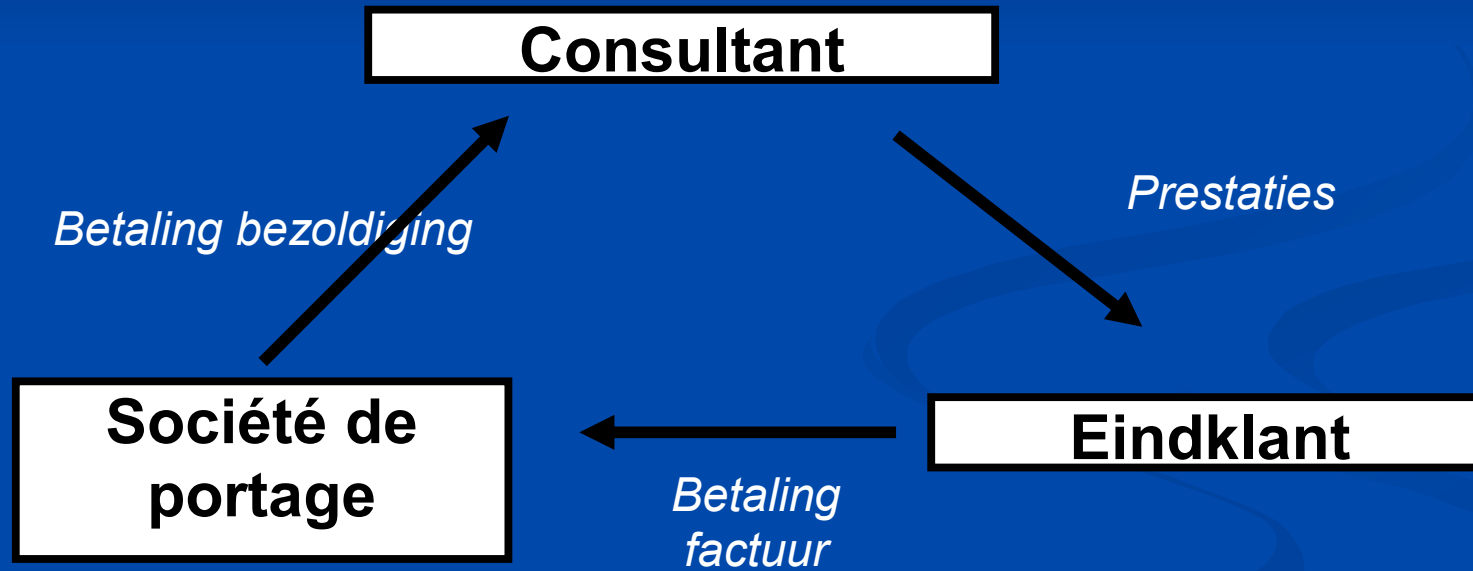 Consultant
Prestaties
Betaling bezoldiging
Société de
portage
Eindklant
Betaling
factuur